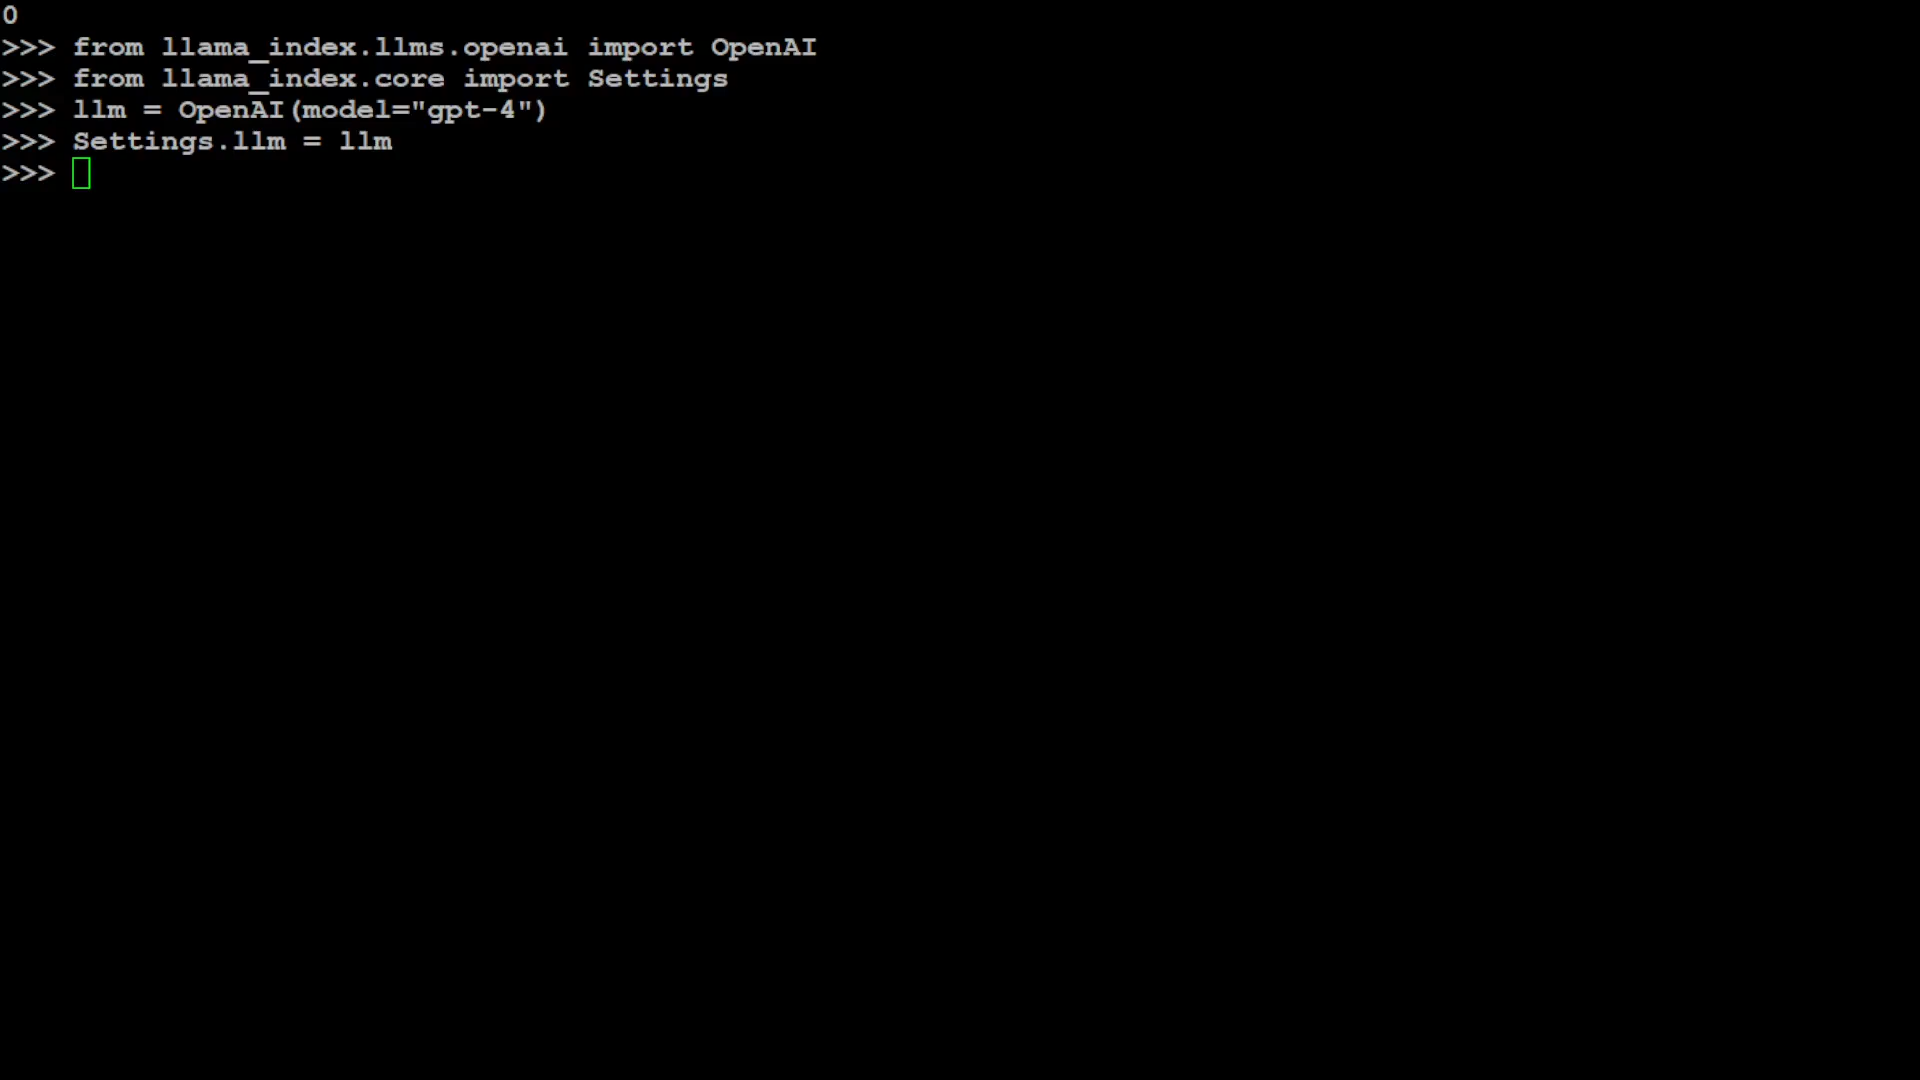 0
>>> from llama_index.llms.openai import OpenAI
>>> from llama_index.core import Settings
>>> llm = OpenAI(model="gpt-4")
>>> Settings.llm = llm
>>>